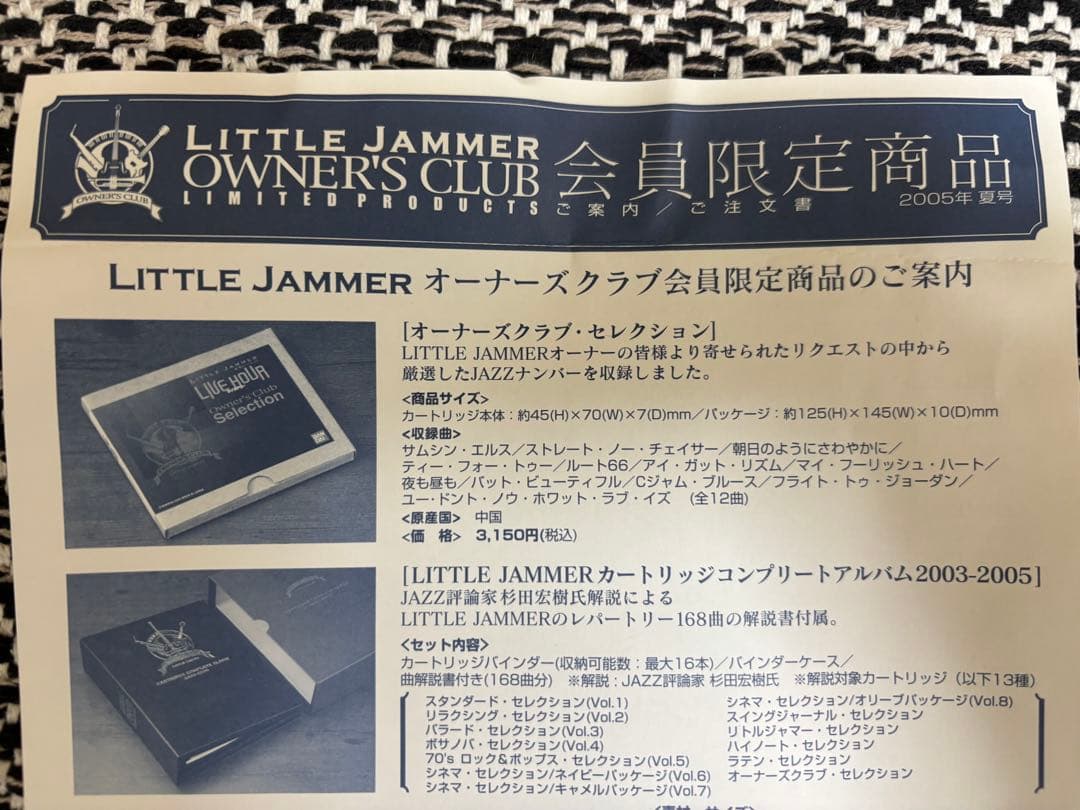 LITTLE JAMMER
OWNER'S CLUB
LIMITED PRODUCTS
OWNER'S CLUB
会員限定商品
ご案内／ご注文書
2005年 夏号
LITTLE JAMMER オーナーズクラブ会員限定商品のご案内
LITTLE JAMMER
LIVE HOUR
Owner's Club
Selection
[オーナーズクラブ・セレクション]
LITTLE JAMMERオーナーの皆様より寄せられたリクエストの中から
厳選したJAZZナンバーを収録しました。
<商品サイズ>
カートリッジ本体：約45(H)×70(W)×7(D)mm／パッケージ：約125(H)×145(W)×10(D)mm
<収録曲>
サムシン・エルス／ストレート・ノー・チェイサー／朝日のようにさわやかに／
ティー・フォー・トゥー／ルート66／アイ・ガット・リズム／マイ・フーリッシュ・ハート／
夜も昼も／バット・ビューティフル／Cジャム・ブルース／フライト・トゥ・ジョーダン／
ユー・ドント・ノウ・ホワット・ラブ・イズ　(全12曲)
<原産国>　中国
<価　格>　3,150円(税込)
[LITTLE JAMMERカートリッジコンプリートアルバム2003-2005]
JAZZ評論家杉田宏樹氏解説による
LITTLE JAMMERのレパートリー168曲の解説書付属。
<セット内容>
カートリッジバインダー(収納可能数：最大16本)／バインダーケース／
曲解説書付き(168曲分)　※解説：JAZZ評論家 杉田宏樹氏　※解説対象カートリッジ（以下13種）
スタンダード・セレクション(Vol.1)
リラクシング・セレクション(Vol.2)
バラード・セレクション(Vol.3)
ボサノバ・セレクション(Vol.4)
70's ロック＆ポップス・セレクション(Vol.5)
シネマ・セレクション/ネイビーパッケージ(Vol.6)
シネマ・セレクション/キャメルパッケージ(Vol.7)
シネマ・セレクション/オリーブパッケージ(Vol.8)
スイングジャーナル・セレクション
リトルジャマー・セレクション
ハイノート・セレクション
ラテン・セレクション
オーナーズクラブ・セレクション